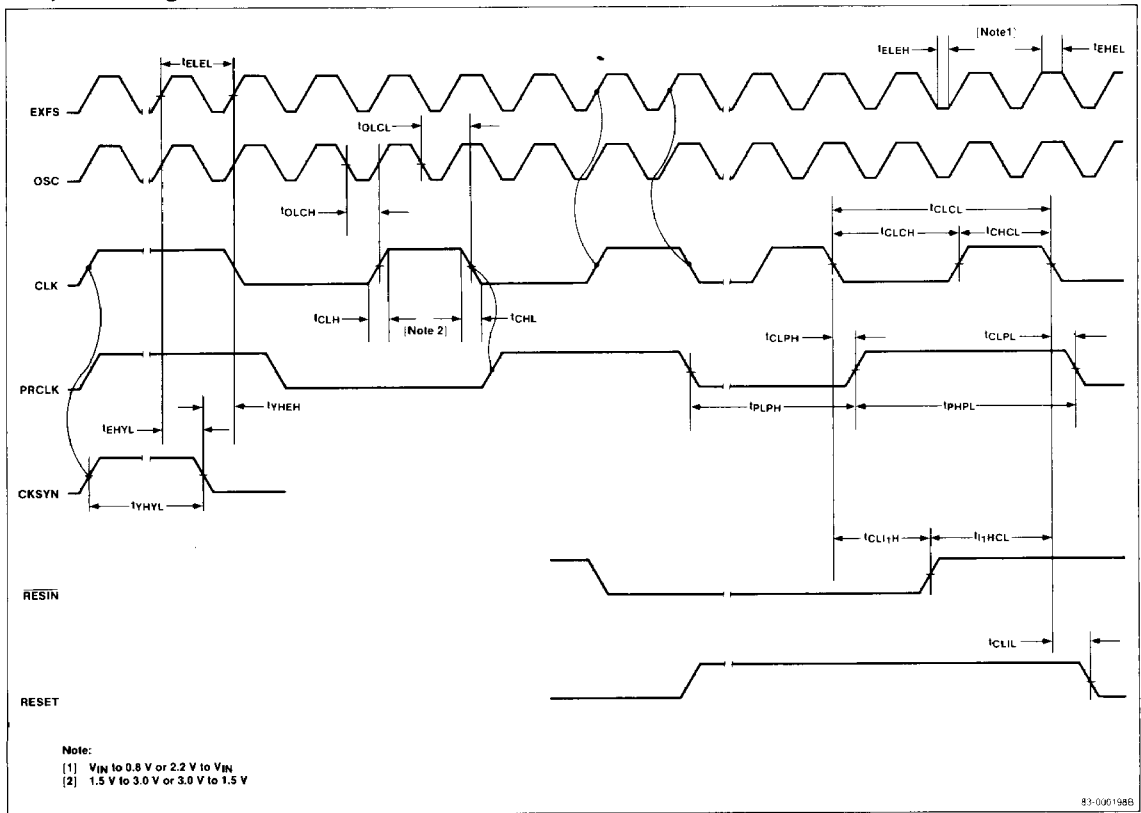 [Note1]
tELEH
tEHEL
tELEL
EXFS
tOLCL
OSC
tOLCH
tCLCL
tCLCH
tCHCL
CLK
tCLH
[Note 2]
tCHL
tCLPH
tCLPL
PRCLK
tYHEH
tPLPH
tPHPL
tEHYL
CKSYN
tYHYL
tCLI1H
tI1HCL
RESIN
tCLIL
RESET
Note:
[1] VIN to 0.8 V or 2.2 V to VIN
[2] 1.5 V to 3.0 V or 3.0 V to 1.5 V
83-000198B